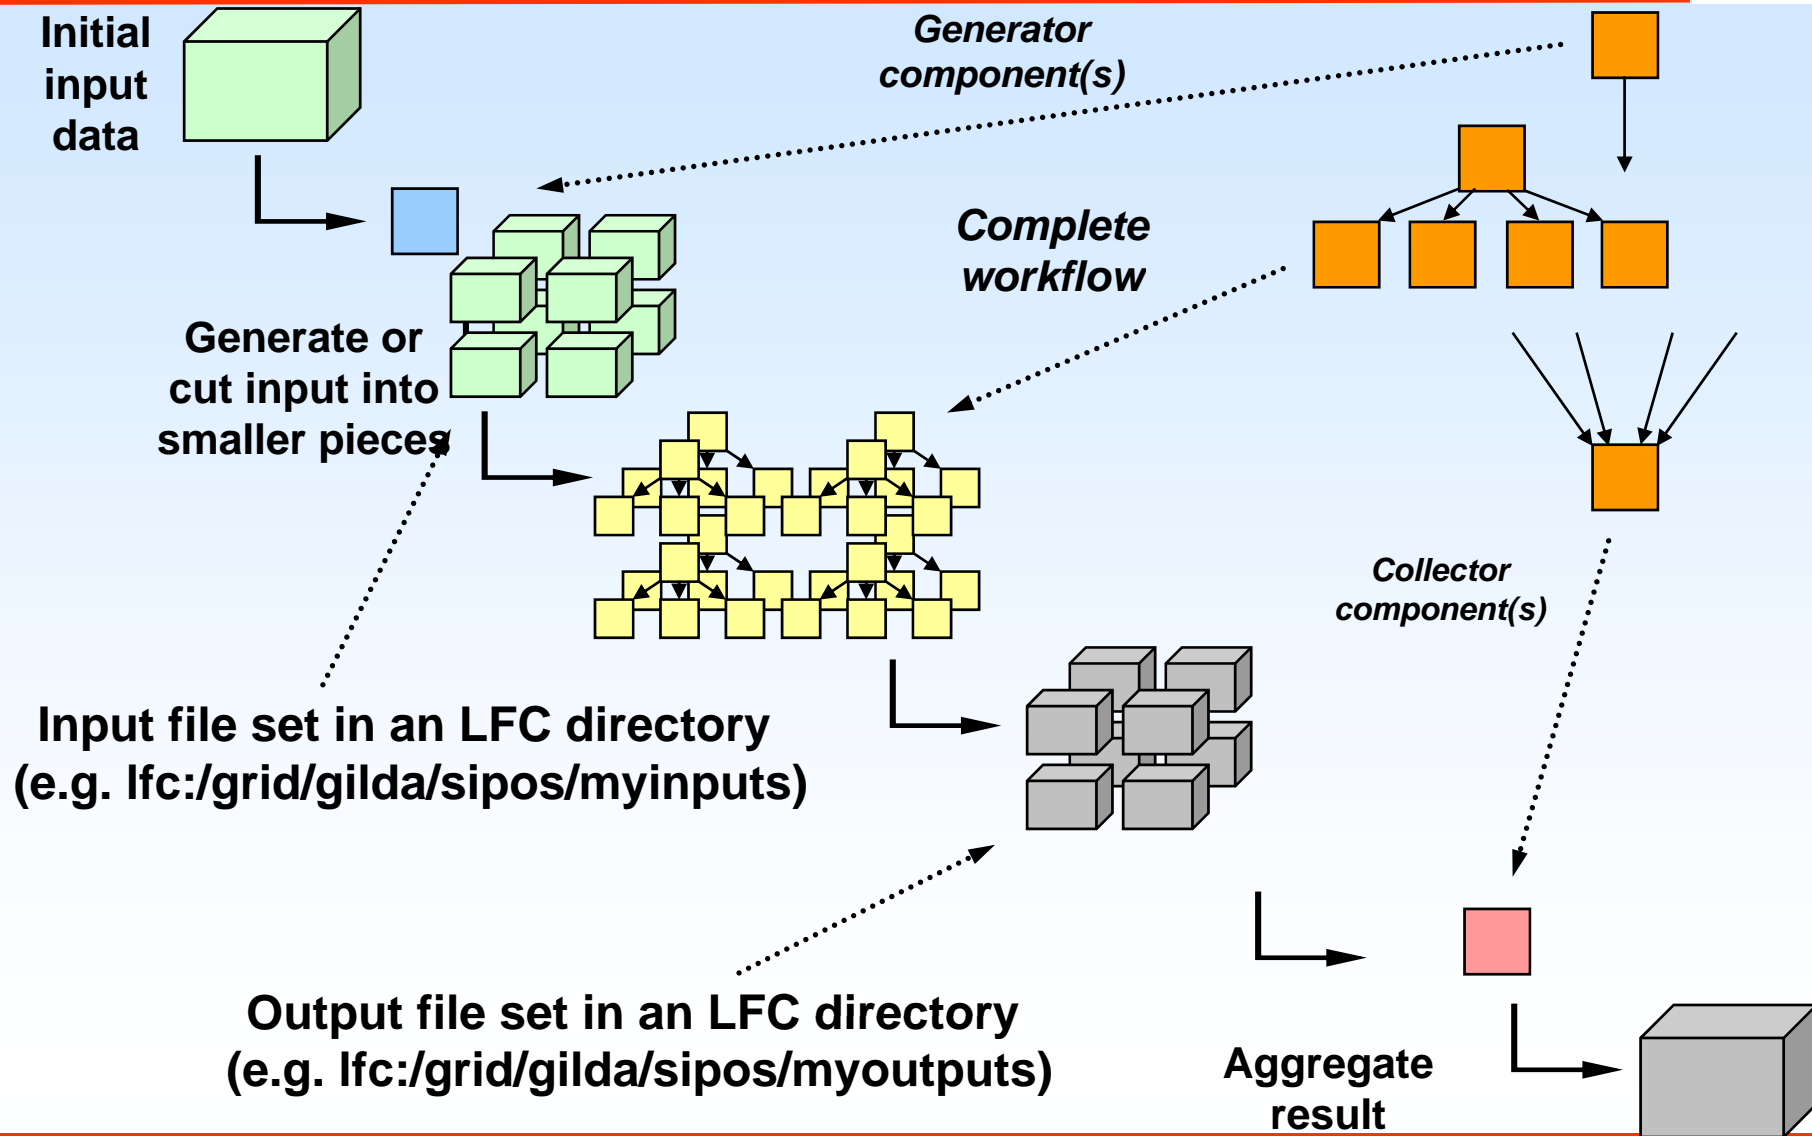 Initial
input
data
Generator
component(s)
Complete
workflow
Generate or
cut input into
smaller pieces
Collector
component(s)
Input file set in an LFC directory
(e.g. lfc:/grid/gilda/sipos/myinputs)
Output file set in an LFC directory
(e.g. lfc:/grid/gilda/sipos/myoutputs)
Aggregate
result